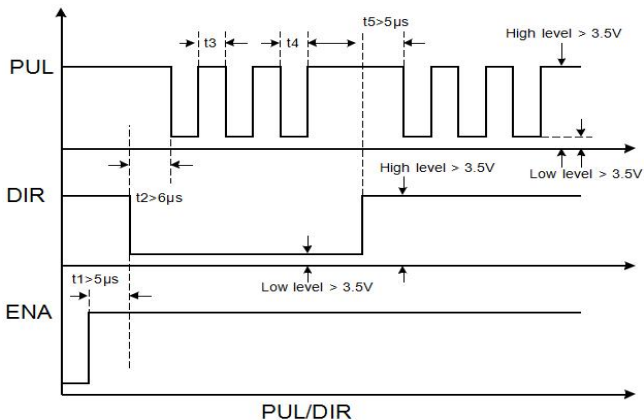 t5>5μs
High level > 3.5V
t3
t4
PUL
Low level > 3.5V
High level > 3.5V
DIR
t2>6μs
Low level > 3.5V
t1>5μs
ENA
PUL/DIR